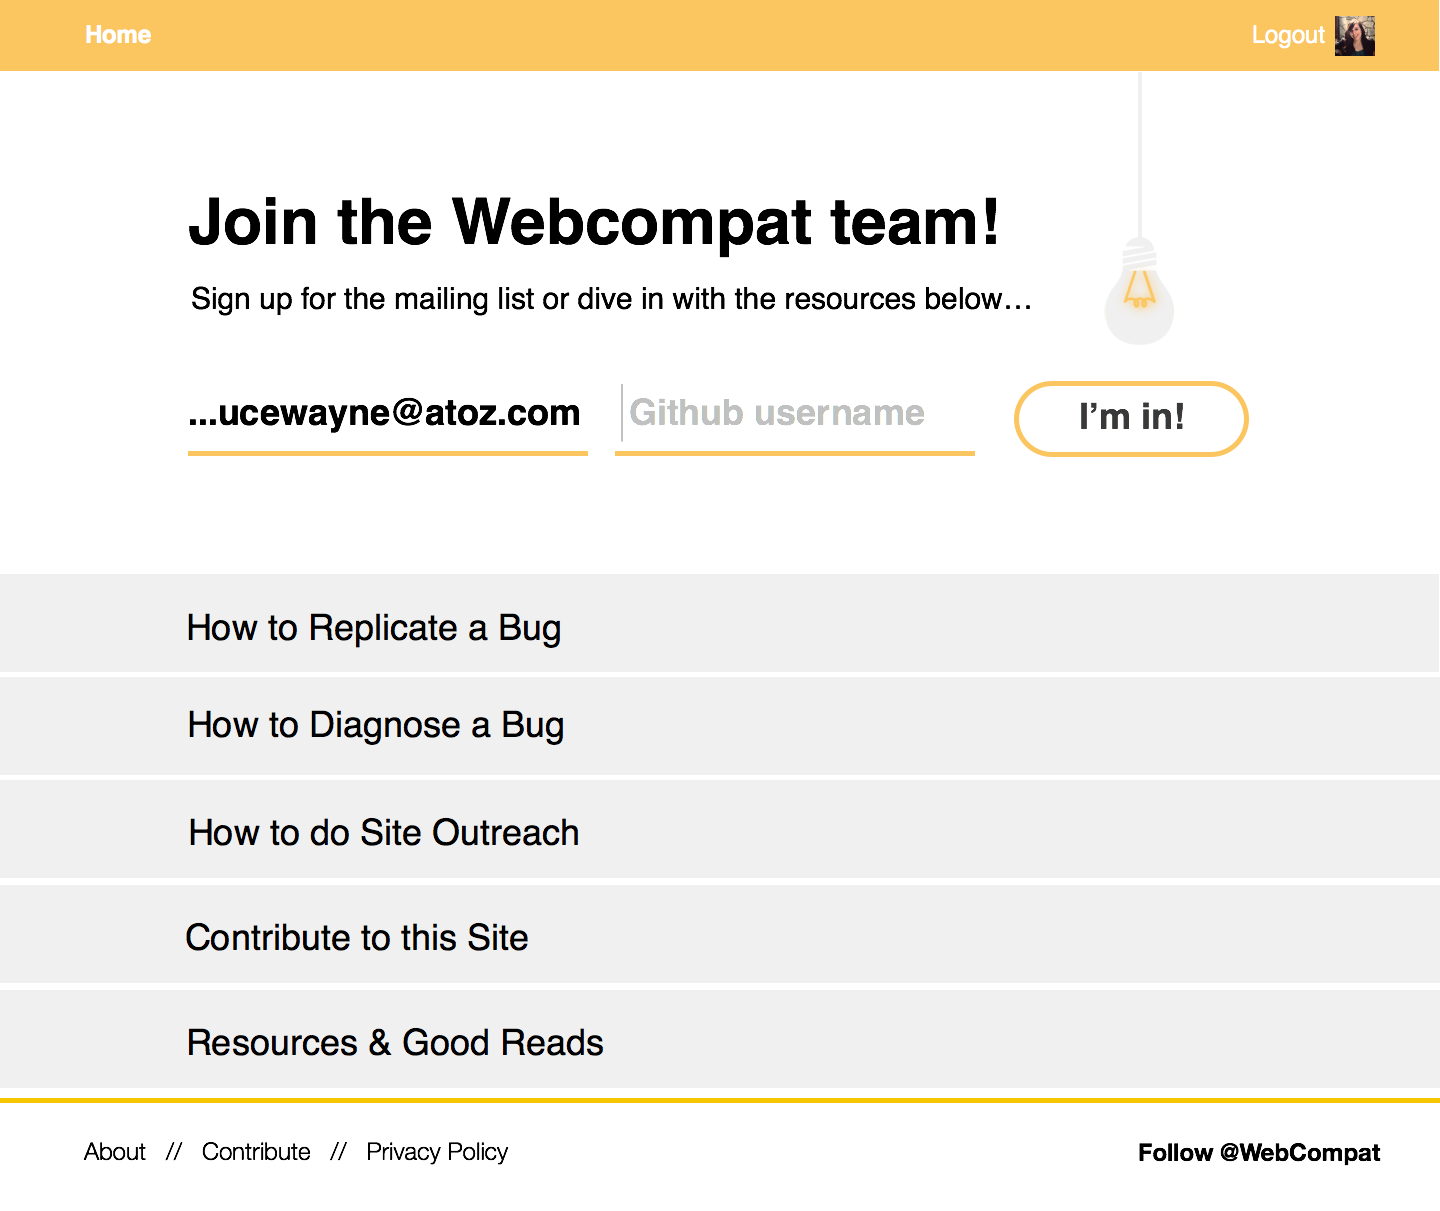 Home
Logout
Join the Webcompat team!
Sign up for the mailing list or dive in with the resources below…
...ucewayne@atoz.com
Github username
I’m in!
How to Replicate a Bug
How to Diagnose a Bug
How to do Site Outreach
Contribute to this Site
Resources & Good Reads
About // Contribute // Privacy Policy
Follow @WebCompat